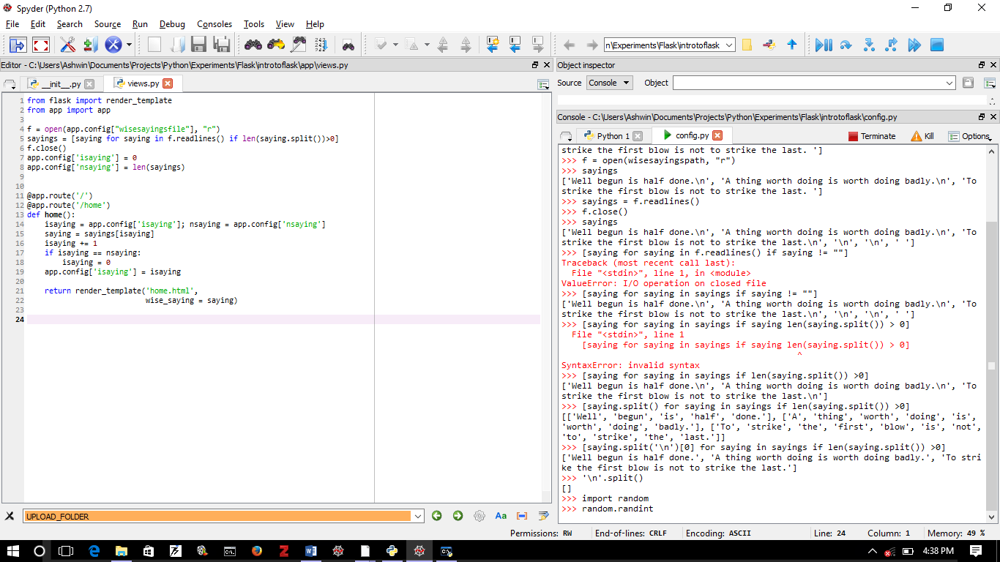 Spyder (Python 2.7)
File Edit Search Source Run Debug Consoles Tools View Help
n\Experiments\Flask\introtoflask
Editor - C:\Users\Ashwin\Documents\Projects\Python\Experiments\Flask\introtoflask\app\views.py
__init__.py views.py
1 from flask import render_template
2 from app import app
3
4 f = open(app.config["wisesayingsfile"], "r")
5 sayings = [saying for saying in f.readlines() if len(saying.split())>0]
6 f.close()
7 app.config['isaying'] = 0
8 app.config['nsaying'] = len(sayings)
9
10
11 @app.route('/')
12 @app.route('/home')
13 def home():
14     isaying = app.config['isaying']; nsaying = app.config['nsaying']
15     saying = sayings[isaying]
16     isaying += 1
17     if isaying == nsaying:
18         isaying = 0
19     app.config['isaying'] = isaying
20
21     return render_template('home.html',
22                          wise_saying = saying)
23
24
UPLOAD_FOLDER
Aa
Object inspector
Source Console Object
Console - C:\Users\Ashwin\Documents\Projects\Python\Experiments\Flask\introtoflask\config.py
Python 1 config.py Terminate Kill Options
strike the first blow is not to strike the last. ']
>>> f = open(wisesayingspath, "r")
>>> sayings
['Well begun is half done.\n', 'A thing worth doing is worth doing badly.\n', 'To
strike the first blow is not to strike the last. ']
>>> sayings = f.readlines()
>>> f.close()
>>> sayings
['Well begun is half done.\n', 'A thing worth doing is worth doing badly.\n', 'To
strike the first blow is not to strike the last.\n', '\n', '\n', ' ']
>>> [saying for saying in f.readlines() if saying != ""]
Traceback (most recent call last):
  File "<stdin>", line 1, in <module>
ValueError: I/O operation on closed file
>>> [saying for saying in sayings if saying != ""]
['Well begun is half done.\n', 'A thing worth doing is worth doing badly.\n', 'To
strike the first blow is not to strike the last.\n', '\n', '\n', ' ']
>>> [saying for saying in sayings if saying len(saying.split()) > 0]
  File "<stdin>", line 1
    [saying for saying in sayings if saying len(saying.split()) > 0]
^
SyntaxError: invalid syntax
>>> [saying for saying in sayings if len(saying.split()) >0]
['Well begun is half done.\n', 'A thing worth doing is worth doing badly.\n', 'To
strike the first blow is not to strike the last.\n']
>>> [saying.split() for saying in sayings if len(saying.split()) >0]
[['Well', 'begun', 'is', 'half', 'done.'], ['A', 'thing', 'worth', 'doing', 'is',
'worth', 'doing', 'badly.'], ['To', 'strike', 'the', 'first', 'blow', 'is', 'not',
'to', 'strike', 'the', 'last.']]
>>> [saying.split('\n')[0] for saying in sayings if len(saying.split()) >0]
['Well begun is half done.', 'A thing worth doing is worth doing badly.', 'To stri
ke the first blow is not to strike the last.']
>>> '\n'.split()
[]
>>> import random
>>> random.randint
Permissions: RW End-of-lines: CRLF Encoding: ASCII Line: 24 Column: 1 Memory: 49 %
4:38 PM